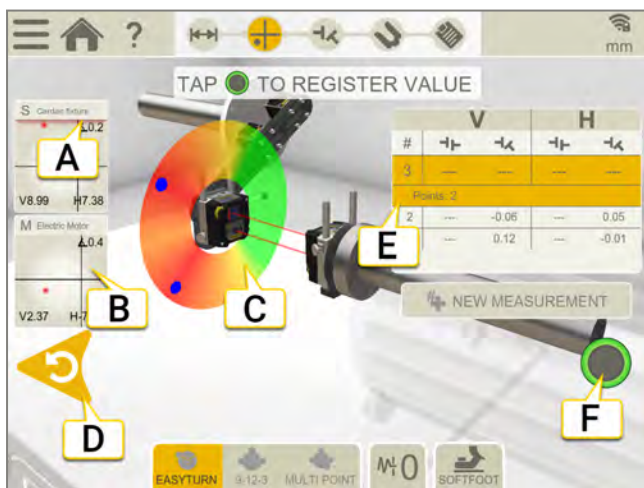 ?
mm
TAP TO REGISTER VALUE
S Cardan fixture
0.2
A
V8.99 H7.38
M Electric Motor
0.4
B
V2.37 H-7
C
D
V H
#
3 --- --- --- ---
Points: 2
E
2 --- -0.06 --- 0.05
--- 0.12 --- -0.01
NEW MEASUREMENT
F
EASYTURN 9-12-3 MULTI POINT
0
SOFTFOOT